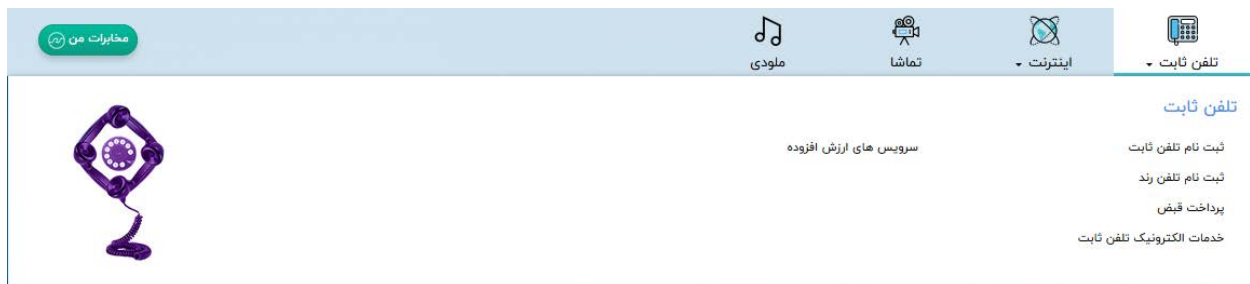 تلفن ثابت
اینترنت
تماشا
ملودی
مخابرات من
تلفن ثابت
ثبت نام تلفن ثابت
سرویس های ارزش افزوده
ثبت نام تلفن رند
پرداخت قبض
خدمات الکترونیک تلفن ثابت